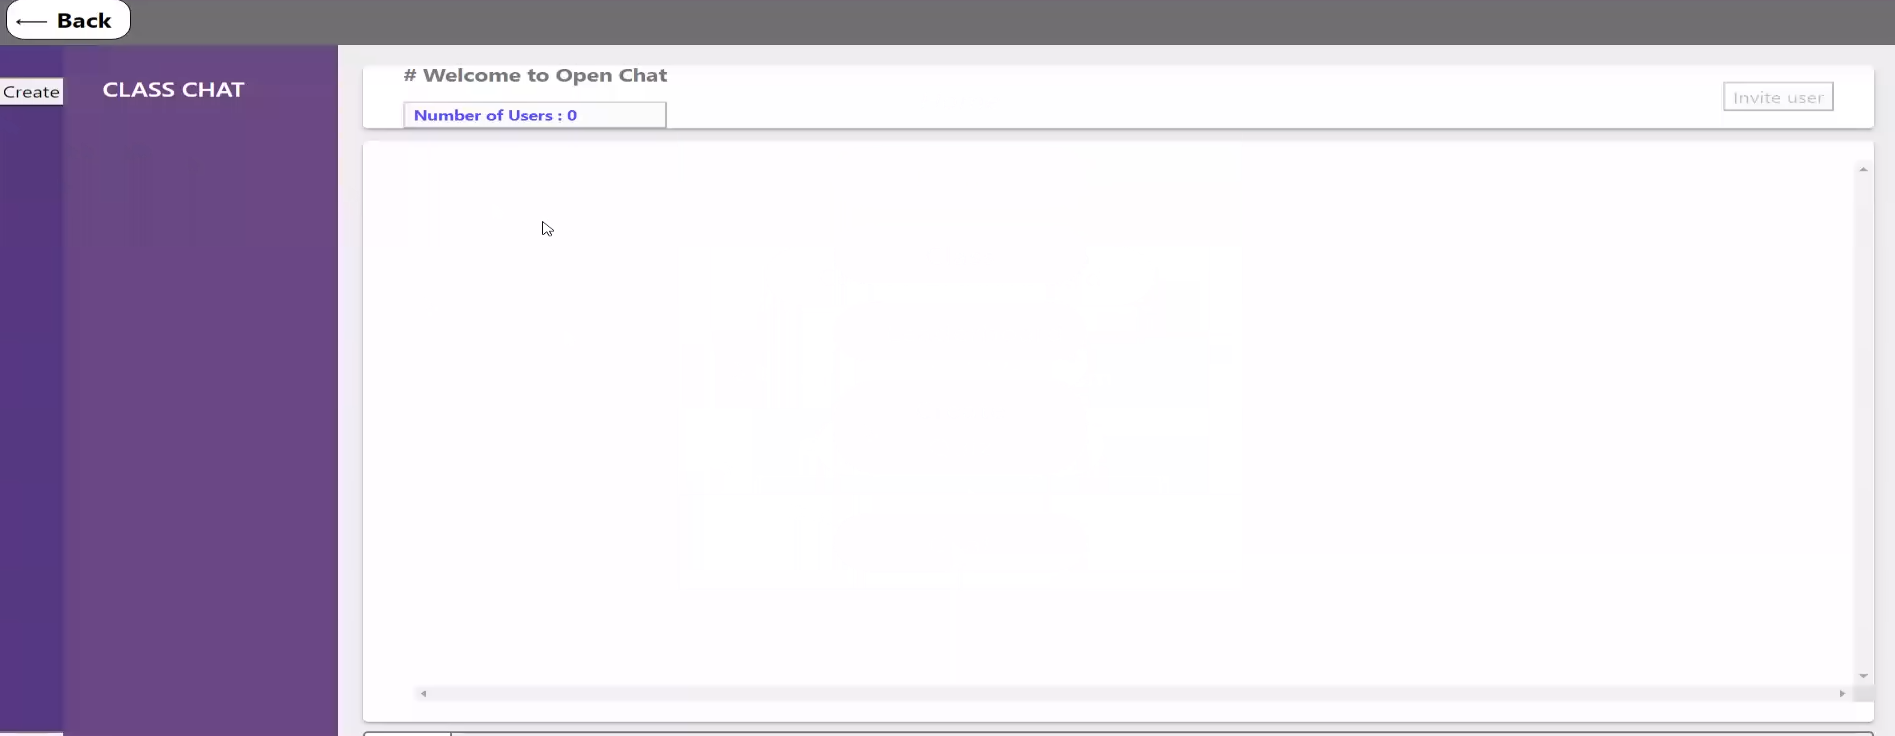 Back
Create
CLASS CHAT
# Welcome to Open Chat
Number of Users : 0
Invite user